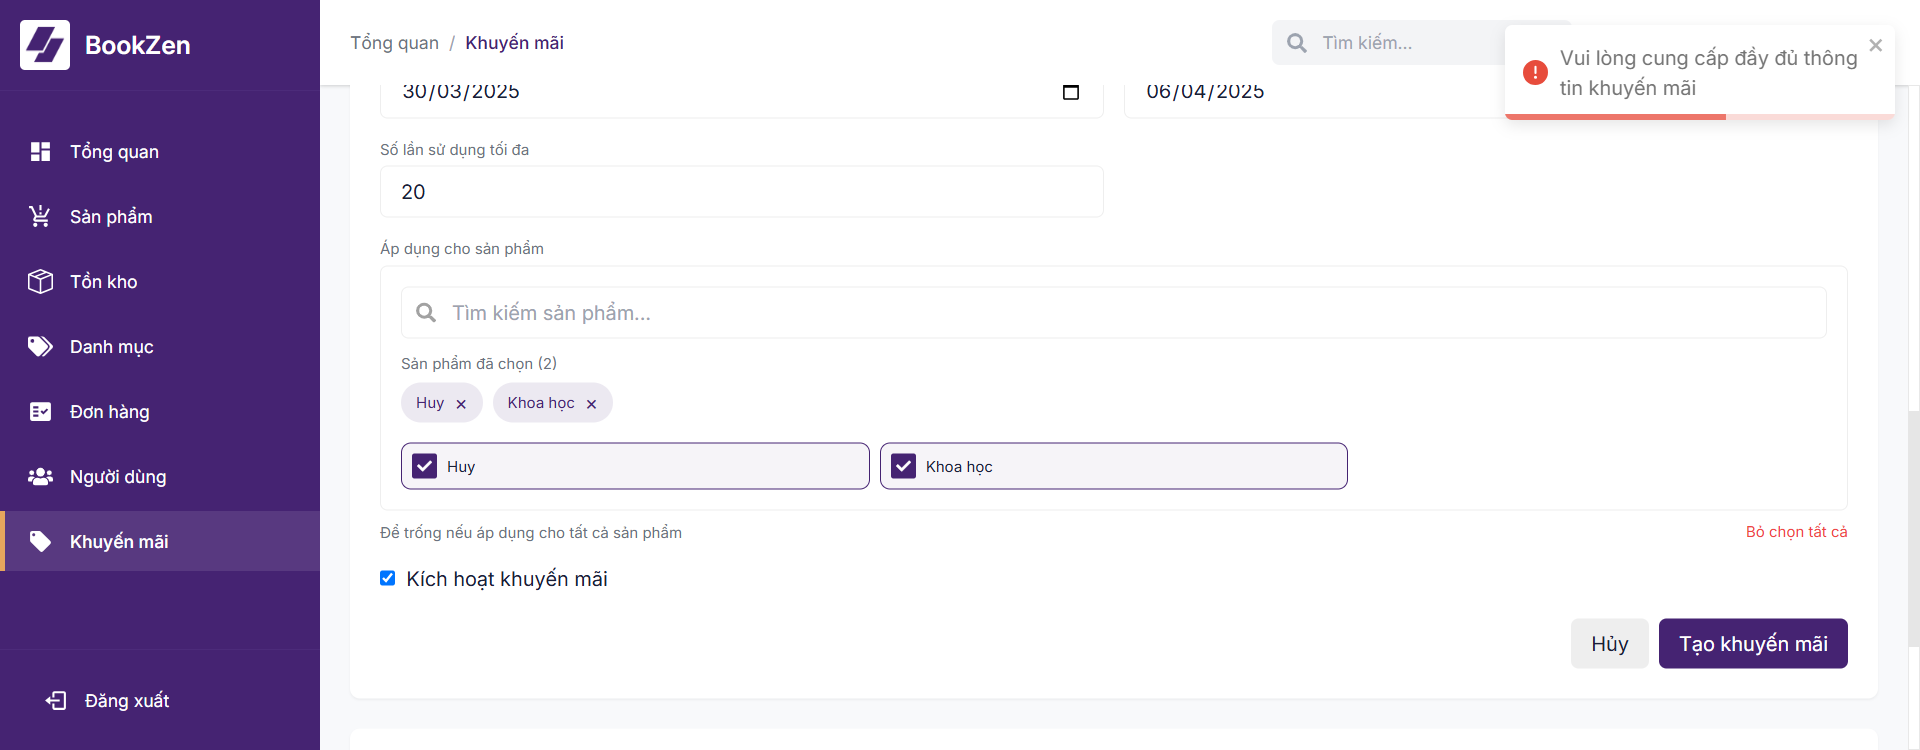 BookZen
Tổng quan
Sản phẩm
Tồn kho
Danh mục
Đơn hàng
Người dùng
Khuyến mãi
Đăng xuất
Tổng quan / Khuyến mãi
Tìm kiếm...
Vui lòng cung cấp đầy đủ thông
tin khuyến mãi
30/03/2025
06/04/2025
Số lần sử dụng tối đa
20
Áp dụng cho sản phẩm
Tìm kiếm sản phẩm...
Sản phẩm đã chọn (2)
Huy
Khoa học
Huy
Khoa học
Để trống nếu áp dụng cho tất cả sản phẩm
Bỏ chọn tất cả
Kích hoạt khuyến mãi
Hủy
Tạo khuyến mãi